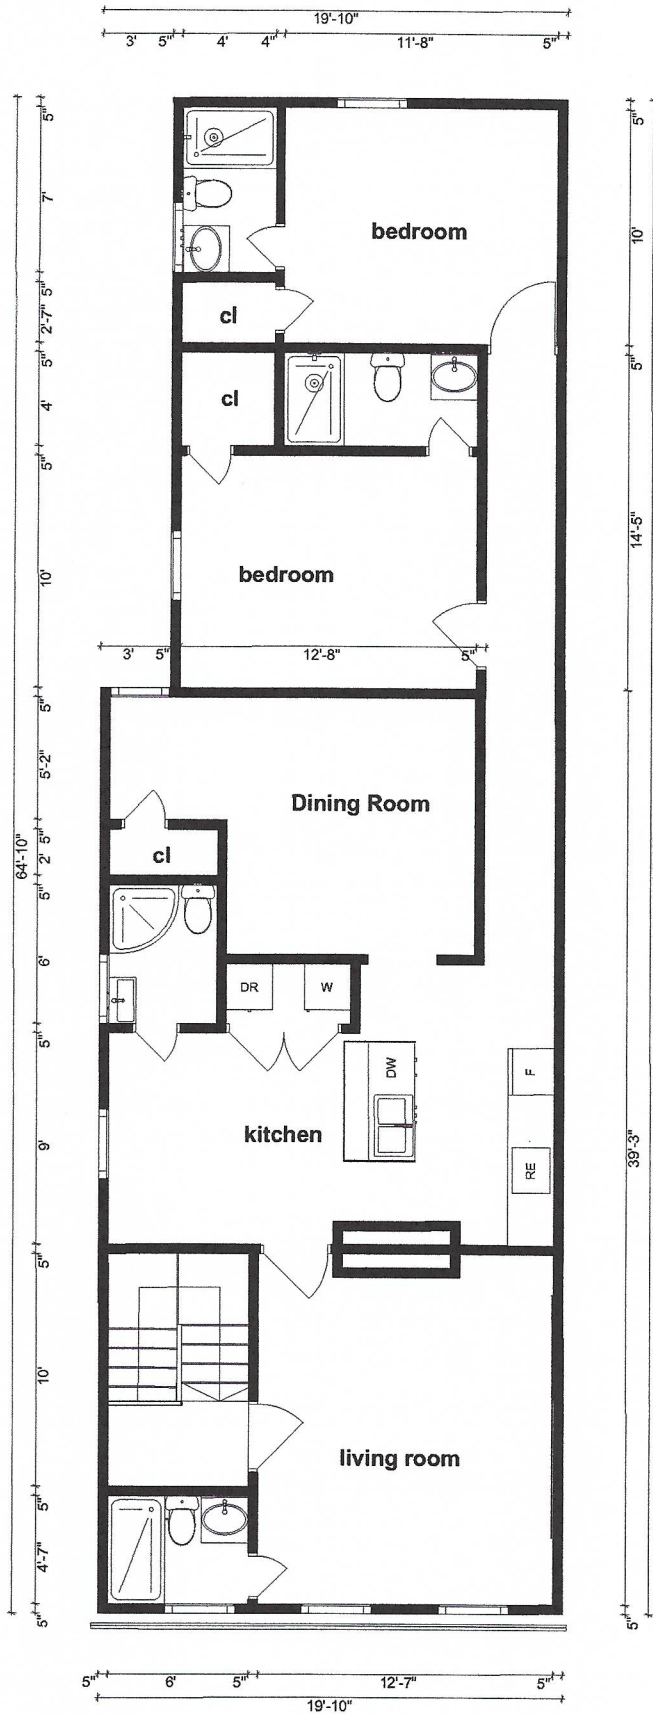 19'-10"
3' 5" 4' 4" 11'-8" 5"
5"
7'
5"
2'-7"
5"
4'
5"
10'
5"
5'-2"
5"
2'
5"
6'
5"
9'
5"
10'
5"
4'-7"
5"
64'-10"
bedroom
cl
cl
bedroom
3' 5" 12'-8" 5"
Dining Room
cl
DR W
DW
F
kitchen
RE
living room
5"
10'
5"
14'-5"
39'-3"
5"
5" 6' 5" 12'-7" 5"
19'-10"